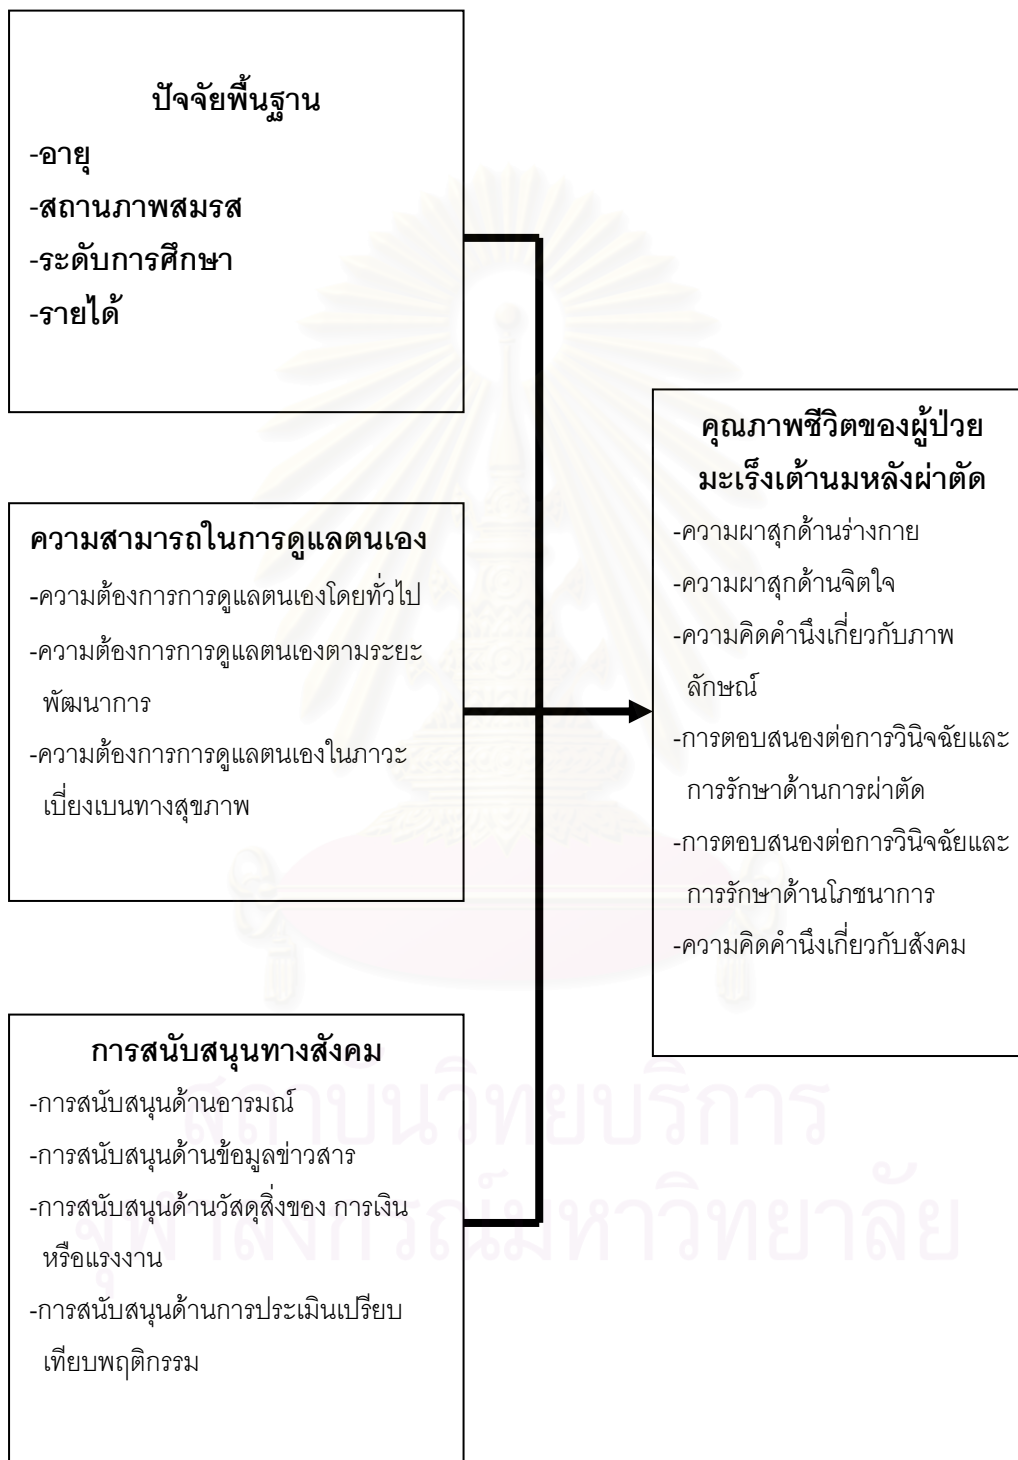 ปัจจัยพื้นฐาน
-อายุ
-สถานภาพสมรส
-ระดับการศึกษา
-รายได้
ความสามารถในการดูแลตนเอง
-ความต้องการการดูแลตนเองโดยทั่วไป
-ความต้องการการดูแลตนเองตามระยะ
พัฒนาการ
-ความต้องการการดูแลตนเองในภาวะ
เบี่ยงเบนทางสุขภาพ
การสนับสนุนทางสังคม
-การสนับสนุนด้านอารมณ์
-การสนับสนุนด้านข้อมูลข่าวสาร
-การสนับสนุนด้านวัสดุสิ่งของ การเงิน
หรือแรงงาน
-การสนับสนุนด้านการประเมินเปรียบ
เทียบพฤติกรรม
คุณภาพชีวิตของผู้ป่วย
มะเร็งเต้านมหลังผ่าตัด
-ความผาสุกด้านร่างกาย
-ความผาสุกด้านจิตใจ
-ความคิดคำนึงเกี่ยวกับภาพ
ลักษณ์
-การตอบสนองต่อการวินิจฉัยและ
การรักษาด้านการผ่าตัด
-การตอบสนองต่อการวินิจฉัยและ
การรักษาด้านโภชนาการ
-ความคิดคำนึงเกี่ยวกับสังคม
สถาบันวิทยบริการ
จุฬาลงกรณ์มหาวิทยาลัย